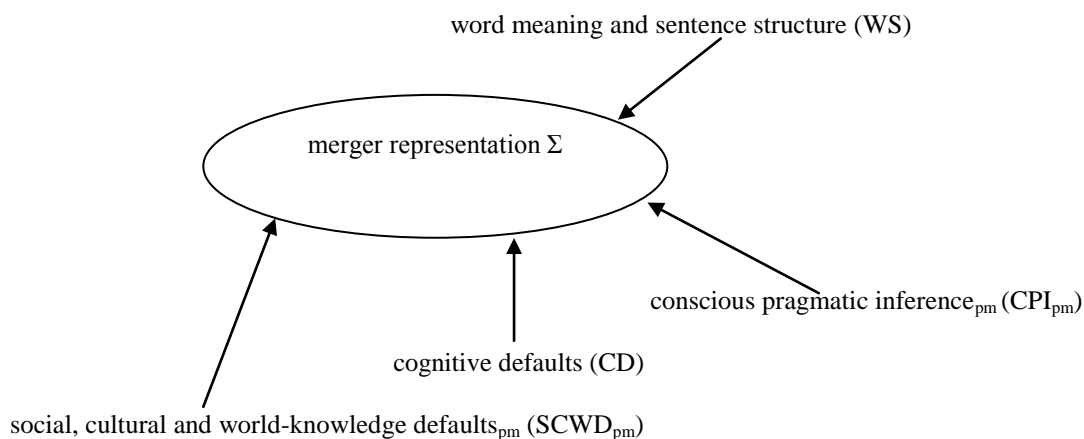 word meaning and sentence structure (WS)
merger representation Σ
conscious pragmatic inferencepm (CPIpm)
cognitive defaults (CD)
social, cultural and world-knowledge defaultspm (SCWDpm)